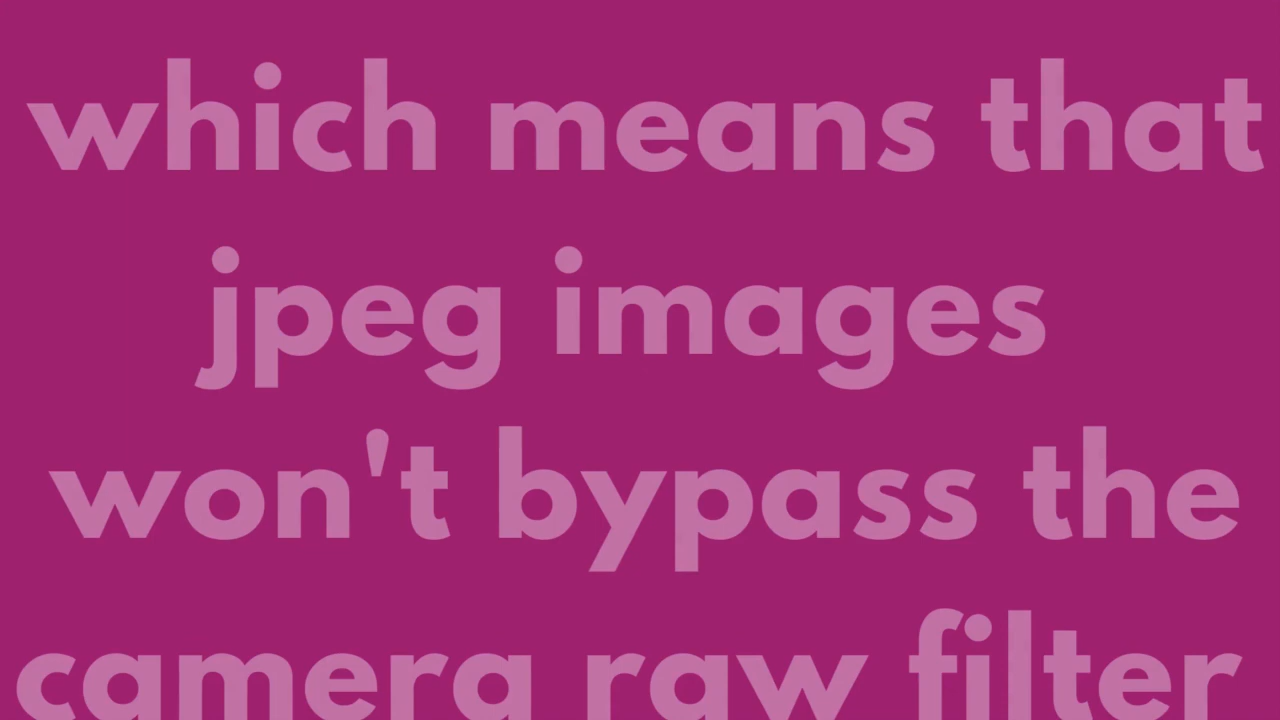 which means that
jpeg images
won't bypass the
camera raw filter